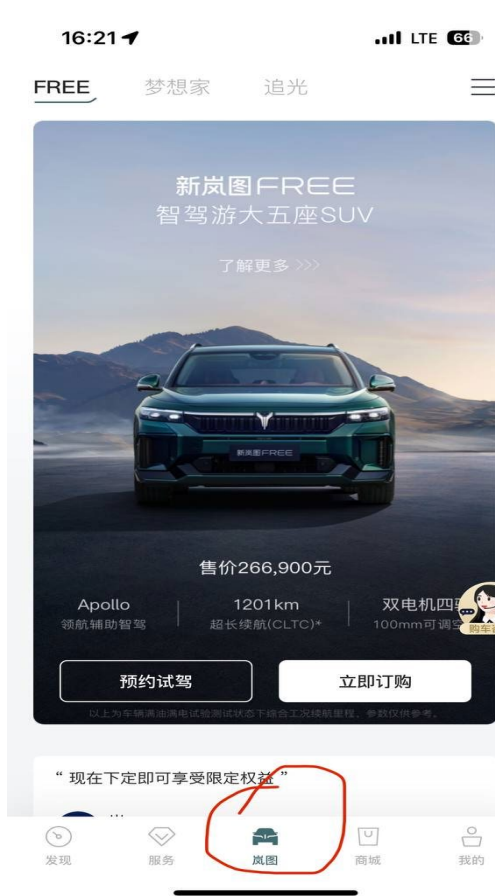 16:21
LTE 66
FREE 梦想家 追光
新岚图FREE
智驾游大五座SUV
了解更多 >>>
新岚图FREE
售价266,900元
Apollo 1201km 双电机四
领航辅助智驾 超长续航(CLTC)* 100mm可调
购车
预约试驾 立即订购
以上为车辆满油满电试验测试状态下综合工况续航里程，参数仅供参考。
“ 现在下定即可享受限定权益 ”
发现 服务 岚图 商城 我的